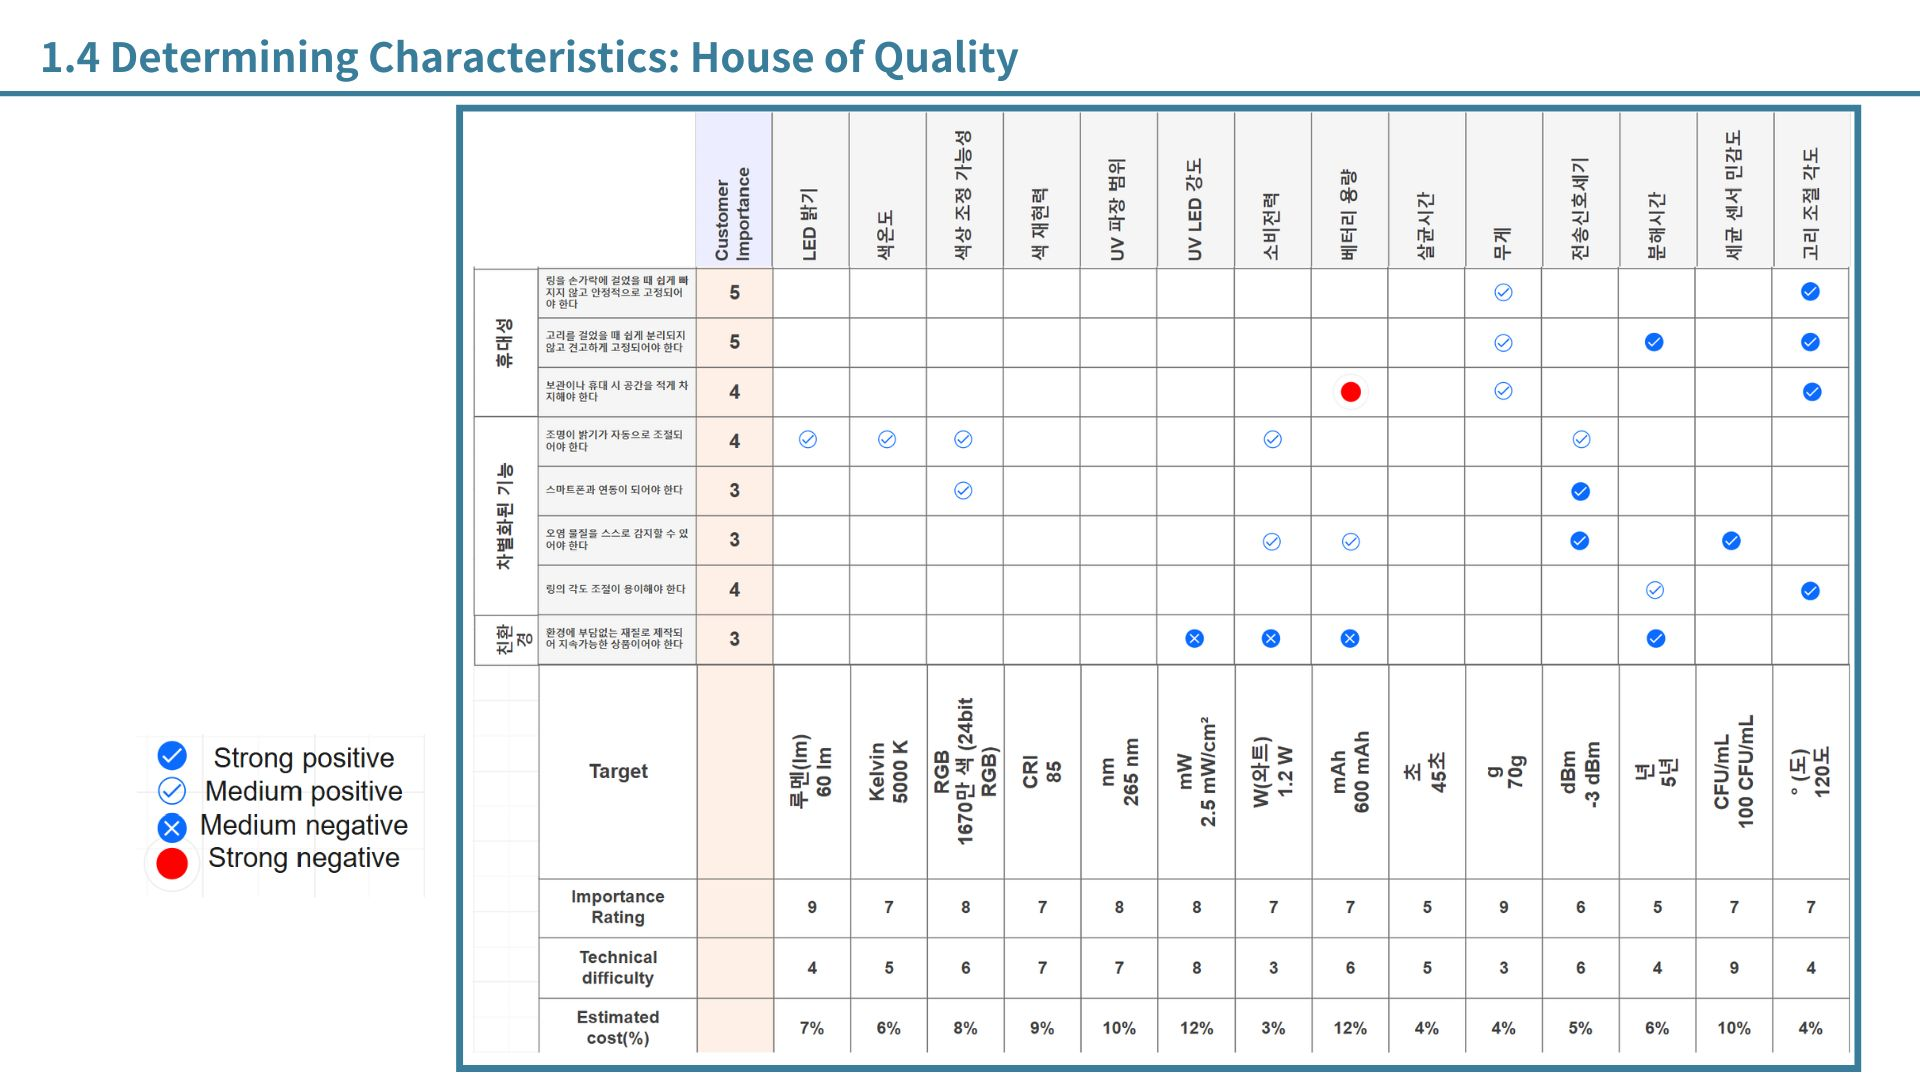 1.4 Determining Characteristics: House of Quality
Customer
Importance
LED 밝기
색온도
색상 조정 가능성
색 재현력
UV 파장 범위
UV LED 강도
소비전력
베터리 용량
살균시간
무게
전송신호세기
분해시간
세균 센서 민감도
고리 조절 각도
휴대성
링을 손가락에 걸었을 때 쉽게 빠
지지 않고 안정적으로 고정되어
야 한다
5
고리를 걸었을 때 쉽게 분리되지
않고 견고하게 고정되어야 한다
5
보관이나 휴대 시 공간을 적게 차
지해야 한다
4
차별화된 기능
조명이 밝기가 자동으로 조절되
어야 한다
4
스마트폰과 연동이 되어야 한다
3
오염 물질을 스스로 감지할 수 있
어야 한다
3
링의 각도 조절이 용이해야 한다
4
친환
경
환경에 부담없는 재질로 제작되
어 지속가능한 상품이어야 한다
3
Target
루멘(lm)
60 lm
Kelvin
5000 K
RGB
1670만 색 (24bit
RGB)
CRI
85
nm
265 nm
mW
2.5 mW/cm²
W(와트)
1.2 W
mAh
600 mAh
초
45초
g
70g
dBm
-3 dBm
년
5년
CFU/mL
100 CFU/mL
° (도)
120도
Importance
Rating
9 7 8 7 8 8 7 7 5 9 6 5 7 7
Technical
difficulty
4 5 6 7 7 8 3 6 5 3 6 4 9 4
Estimated
cost(%)
7% 6% 8% 9% 10% 12% 3% 12% 4% 4% 5% 6% 10% 4%
Strong positive
Medium positive
Medium negative
Strong negative